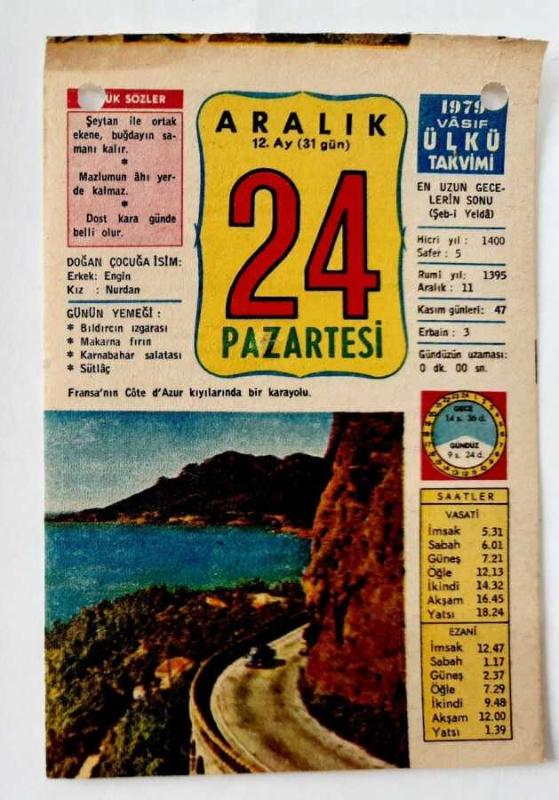 ÜK SÖZLER
Şeytan ile ortak
ekene, buğdayın sa-
manı kalır.
*
Mazlumun âhı yer-
de kalmaz.
*
Dost kara günde
belli olur.
DOĞAN ÇOCUĞA İSİM:
Erkek: Engin
Kız : Nurdan
GÜNÜN YEMEĞİ :
* Bıldırcın ızgarası
* Makarna fırın
* Karnabahar salatası
* Sütlâç
ARALIK
12. Ay (31 gün)
24
PAZARTESİ
1979
VÂSIF
ÜLKÜ
TAKVİMİ
EN UZUN GECE-
LERİN SONU
(Şeb-i Yeldâ)
Hicri yıl : 1400
Safer : 5
Rumi yıl: 1395
Aralık : 11
Kasım günleri: 47
Erbain : 3
Gündüzün uzaması:
0 dk. 00 sn.
Fransa'nın Côte d'Azur kıyılarında bir karayolu.
GECE
14 s. 36 d.
GÜNDÜZ
9 s. 24 d.
SAATLER
VASATİ
İmsak 5.31
Sabah 6.01
Güneş 7.21
Öğle 12.13
İkindi 14.32
Akşam 16.45
Yatsı 18.24
EZANİ
İmsak 12.47
Sabah 1.17
Güneş 2.37
Öğle 7.29
İkindi 9.48
Akşam 12.00
Yatsı 1.39